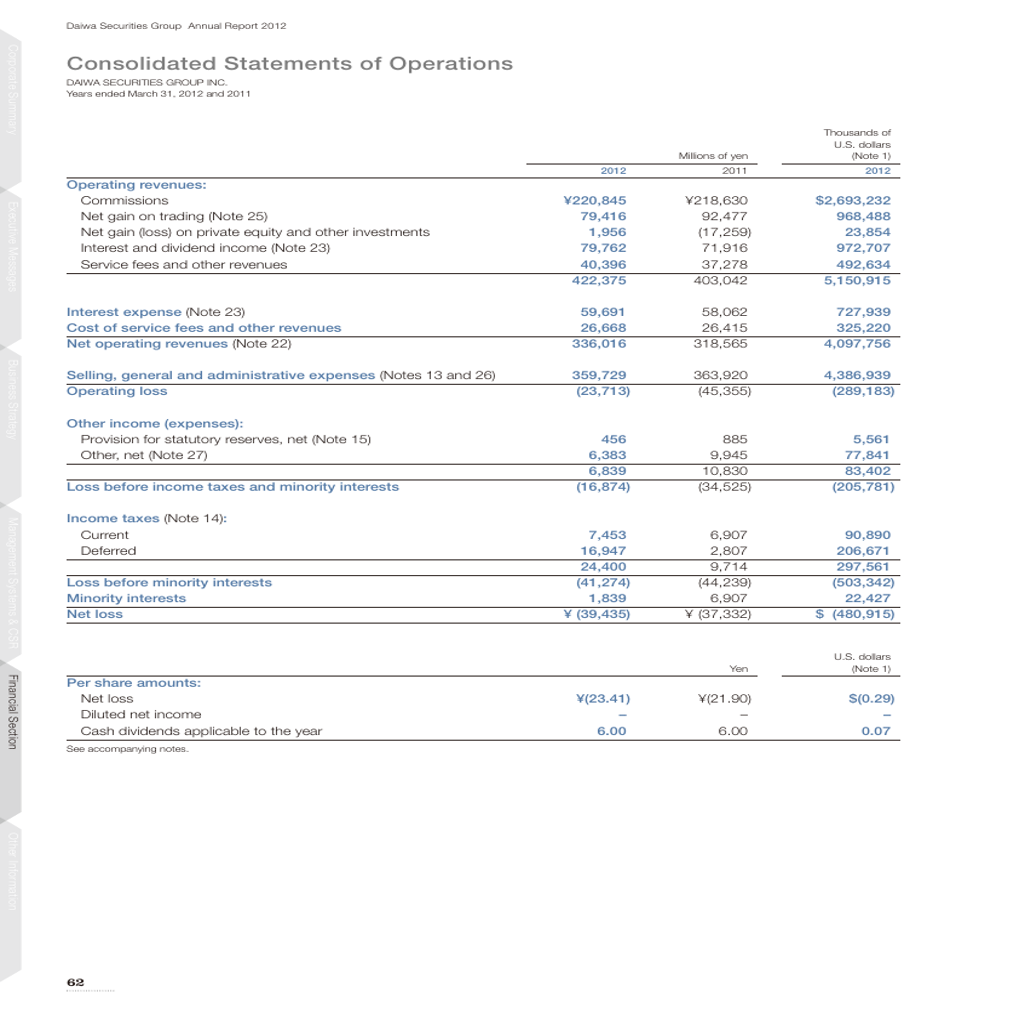 Daiwa Securities Group Annual Report 2012
Consolidated Statements of Operations
DAIWA SECURITIES GROUP INC.
Years ended March 31, 2012 and 2011
Thousands of
U.S. dollars
Millions of yen (Note 1)
2012 2011 2012
Operating revenues:
Commissions ¥220,845 ¥218,630 $2,693,232
Net gain on trading (Note 25) 79,416 92,477 968,488
Net gain (loss) on private equity and other investments 1,956 (17,259) 23,854
Interest and dividend income (Note 23) 79,762 71,916 972,707
Service fees and other revenues 40,396 37,278 492,634
422,375 403,042 5,150,915
Interest expense (Note 23) 59,691 58,062 727,939
Cost of service fees and other revenues 26,668 26,415 325,220
Net operating revenues (Note 22) 336,016 318,565 4,097,756
Selling, general and administrative expenses (Notes 13 and 26) 359,729 363,920 4,386,939
Operating loss (23,713) (45,355) (289,183)
Other income (expenses):
Provision for statutory reserves, net (Note 15) 456 885 5,561
Other, net (Note 27) 6,383 9,945 77,841
6,839 10,830 83,402
Loss before income taxes and minority interests (16,874) (34,525) (205,781)
Income taxes (Note 14):
Current 7,453 6,907 90,890
Deferred 16,947 2,807 206,671
24,400 9,714 297,561
Loss before minority interests (41,274) (44,239) (503,342)
Minority interests 1,839 6,907 22,427
Net loss ¥ (39,435) ¥ (37,332) $ (480,915)
U.S. dollars
Yen (Note 1)
Per share amounts:
Net loss ¥(23.41) ¥(21.90) $(0.29)
Diluted net income – – –
Cash dividends applicable to the year 6.00 6.00 0.07
See accompanying notes.
62
Corporate Summary
Executive Messages
Business Strategy
Management Systems & CSR
Financial Section
Other Information